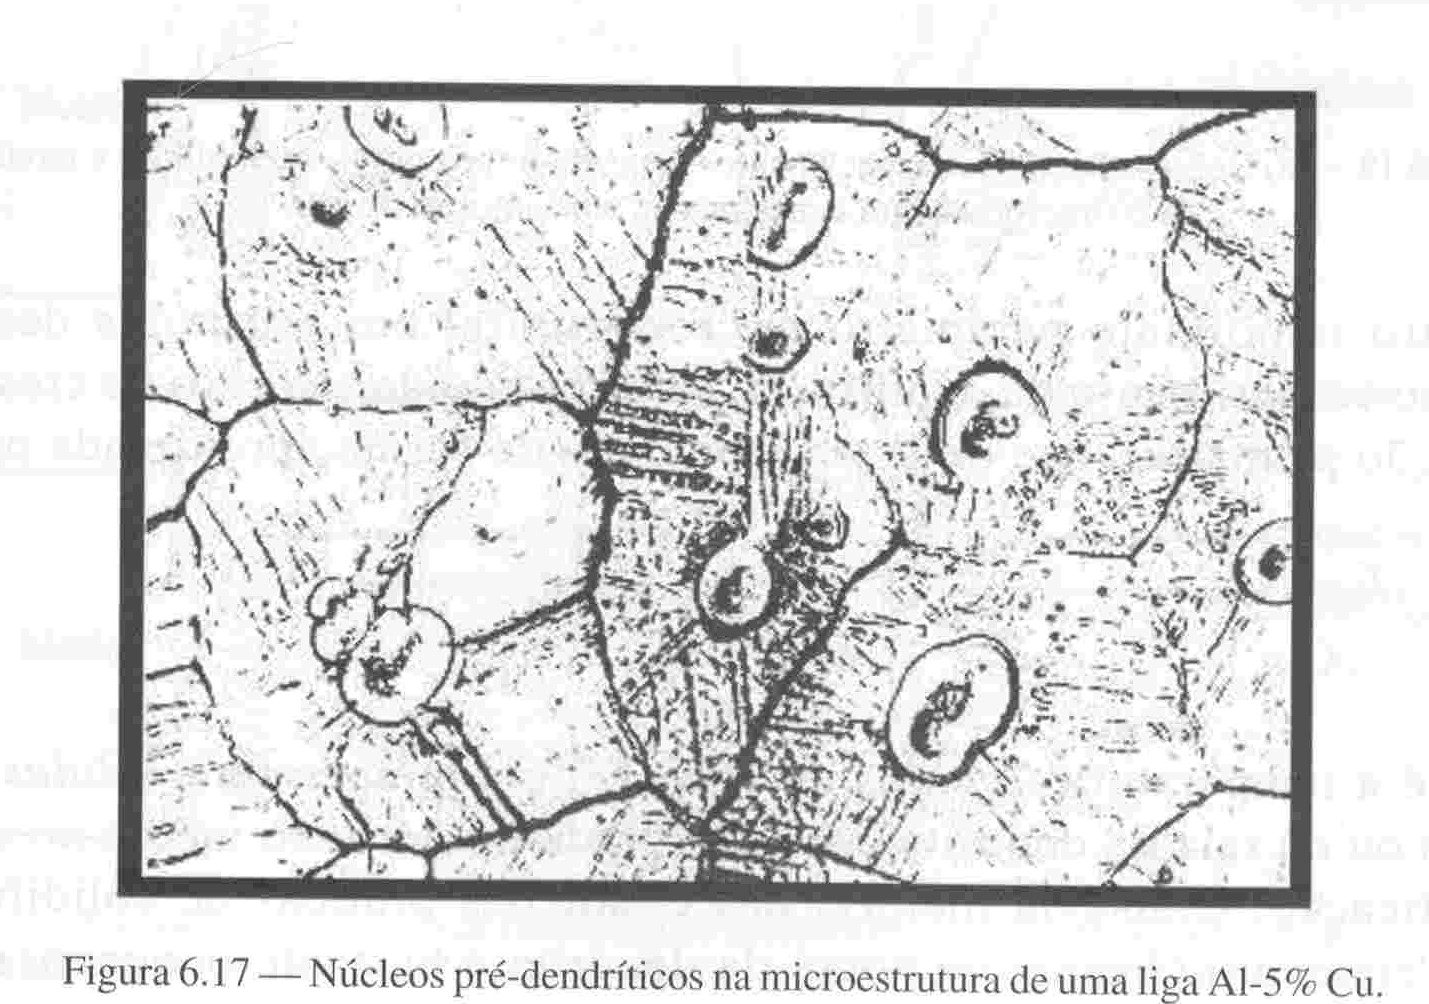 Figura 6.17 — Núcleos pré-dendríticos na microestrutura de uma liga Al-5% Cu.